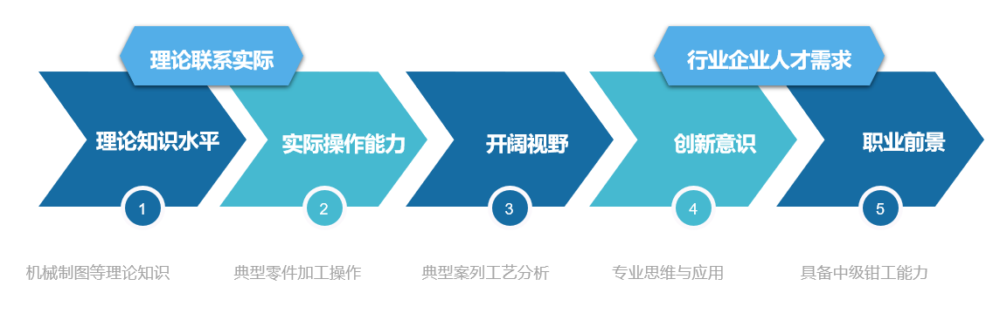 理论联系实际
行业企业人才需求
理论知识水平
实际操作能力
开阔视野
创新意识
职业前景
1
2
3
4
5
机械制图等理论知识
典型零件加工操作
典型案列工艺分析
专业思维与应用
具备中级钳工能力